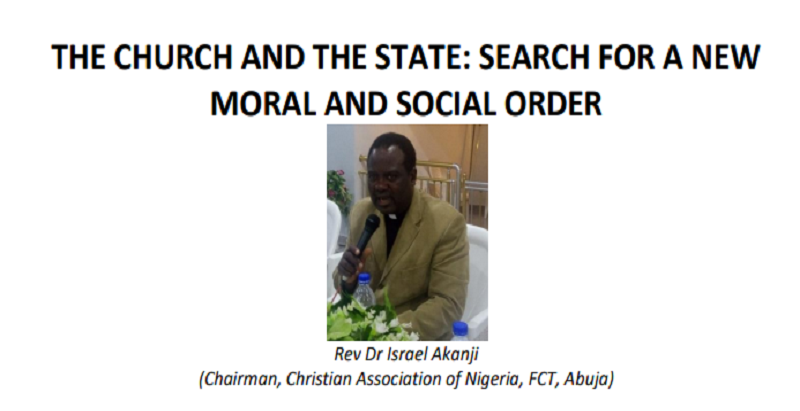 THE CHURCH AND THE STATE: SEARCH FOR A NEW
MORAL AND SOCIAL ORDER
Rev Dr Israel Akanji
(Chairman, Christian Association of Nigeria, FCT, Abuja)